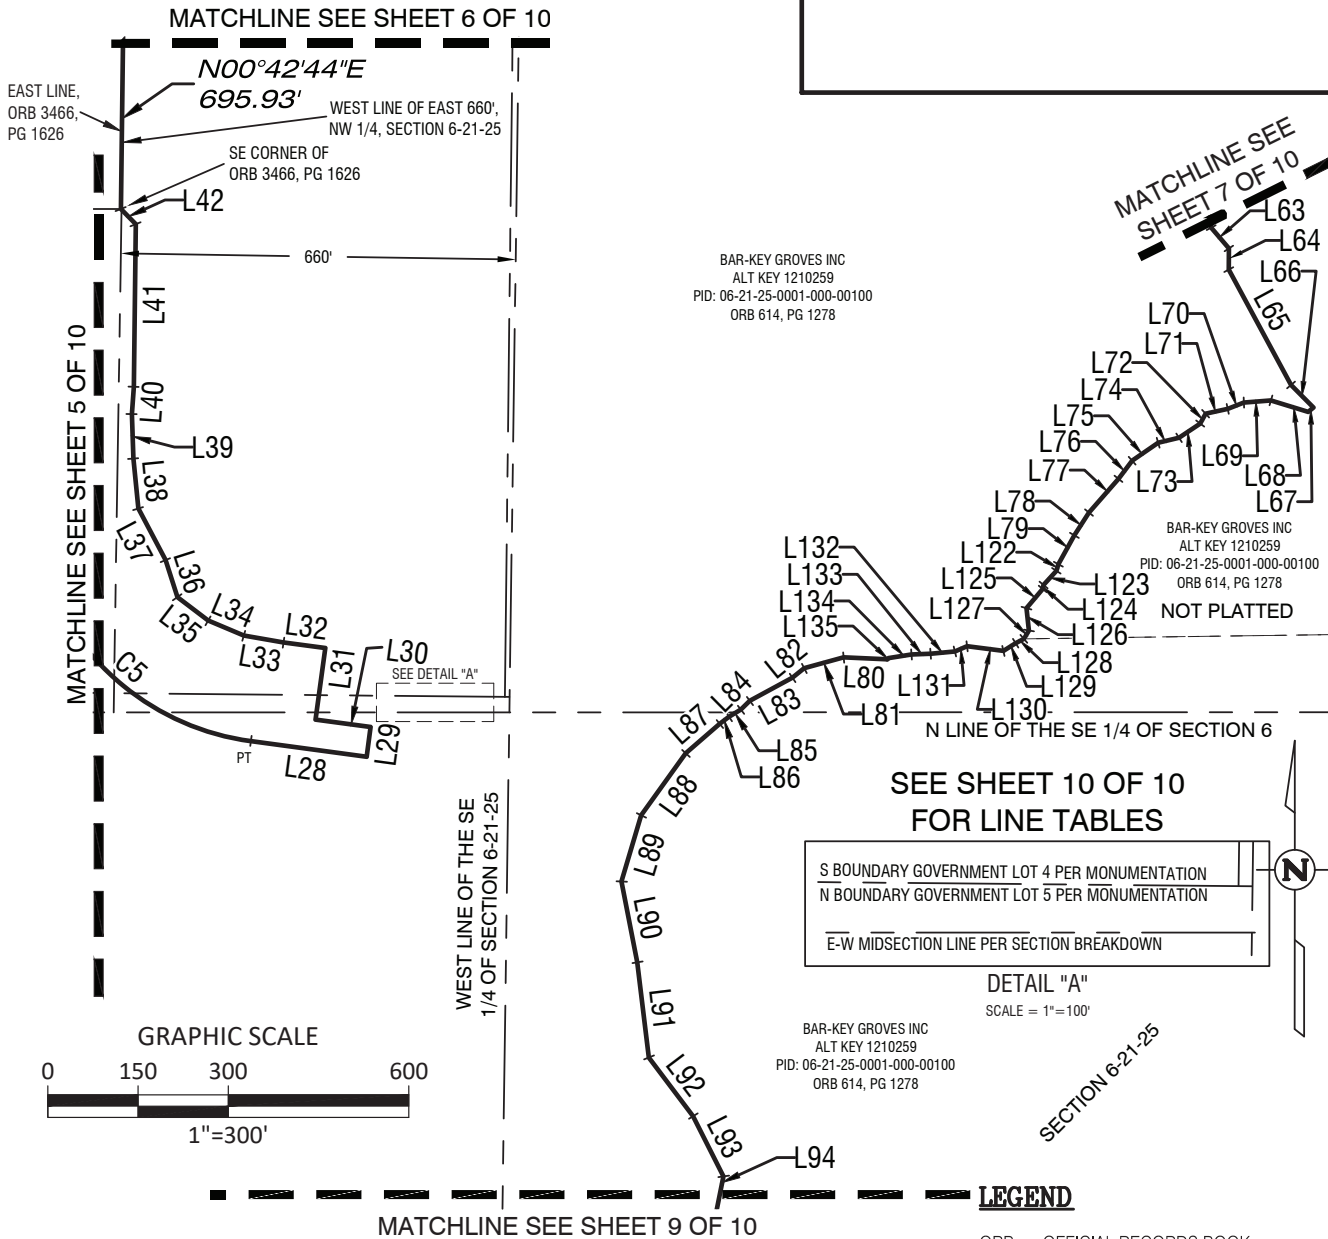 MATCHLINE SEE SHEET 6 OF 10
N00°42'44"E
695.93'
EAST LINE,
ORB 3466,
PG 1626
WEST LINE OF EAST 660',
NW 1/4, SECTION 6-21-25
SE CORNER OF
ORB 3466, PG 1626
L42
660'
L41
L40
L39
L38
L37
L36
L35
L34
L33
L32
L31
L30
SEE DETAIL "A"
L29
L28
C5
PT
MATCHLINE SEE SHEET 5 OF 10
BAR-KEY GROVES INC
ALT KEY 1210259
PID: 06-21-25-0001-000-00100
ORB 614, PG 1278
MATCHLINE SEE
SHEET 7 OF 10
L63
L64
L66
L65
L70
L71
L72
L74
L75
L76
L77
L78
L79
L122
L125
L127
L73
L69
L68
L67
BAR-KEY GROVES INC
ALT KEY 1210259
PID: 06-21-25-0001-000-00100
ORB 614, PG 1278
NOT PLATTED
L123
L124
L126
L128
L129
L130
L131
L132
L133
L134
L135
L82
L80
L81
L83
L84
L85
L86
L87
L88
L89
L90
L91
L92
L93
L94
N LINE OF THE SE 1/4 OF SECTION 6
SEE SHEET 10 OF 10
FOR LINE TABLES
S BOUNDARY GOVERNMENT LOT 4 PER MONUMENTATION
N BOUNDARY GOVERNMENT LOT 5 PER MONUMENTATION
E-W MIDSECTION LINE PER SECTION BREAKDOWN
DETAIL "A"
SCALE = 1"=100'
N
WEST LINE OF THE SE
1/4 OF SECTION 6-21-25
BAR-KEY GROVES INC
ALT KEY 1210259
PID: 06-21-25-0001-000-00100
ORB 614, PG 1278
SECTION 6-21-25
GRAPHIC SCALE
0 150 300 600
1"=300'
MATCHLINE SEE SHEET 9 OF 10
LEGEND
ORB OFFICIAL RECORDS BOOK